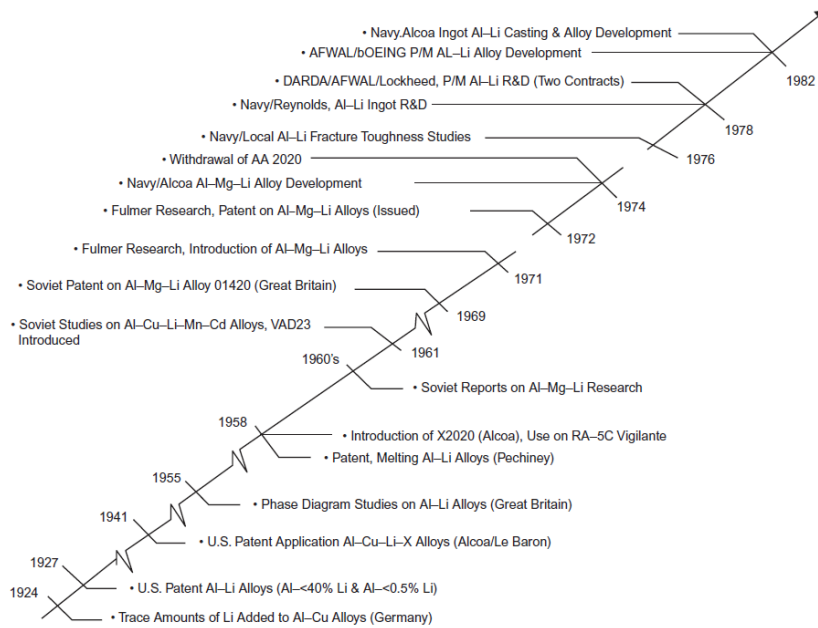 • Navy.Alcoa Ingot Al–Li Casting & Alloy Development
• AFWAL/bOEING P/M AL–Li Alloy Development
1982
• DARDA/AFWAL/Lockheed, P/M Al–Li R&D (Two Contracts)
• Navy/Reynolds, Al–Li Ingot R&D
1978
• Navy/Local Al–Li Fracture Toughness Studies
1976
• Withdrawal of AA 2020
• Navy/Alcoa Al–Mg–Li Alloy Development
1974
• Fulmer Research, Patent on Al–Mg–Li Alloys (Issued)
1972
• Fulmer Research, Introduction of Al–Mg–Li Alloys
1971
• Soviet Patent on Al–Mg–Li Alloy 01420 (Great Britain)
1969
• Soviet Studies on Al–Cu–Li–Mn–Cd Alloys, VAD23
Introduced
1961
1960's
• Soviet Reports on Al–Mg–Li Research
1958
• Introduction of X2020 (Alcoa), Use on RA–5C Vigilante
• Patent, Melting Al–Li Alloys (Pechiney)
1955
• Phase Diagram Studies on Al–Li Alloys (Great Britain)
1941
• U.S. Patent Application Al–Cu–Li–X Alloys (Alcoa/Le Baron)
1927
• U.S. Patent Al–Li Alloys (Al–<40% Li & Al–<0.5% Li)
1924
• Trace Amounts of Li Added to Al–Cu Alloys (Germany)